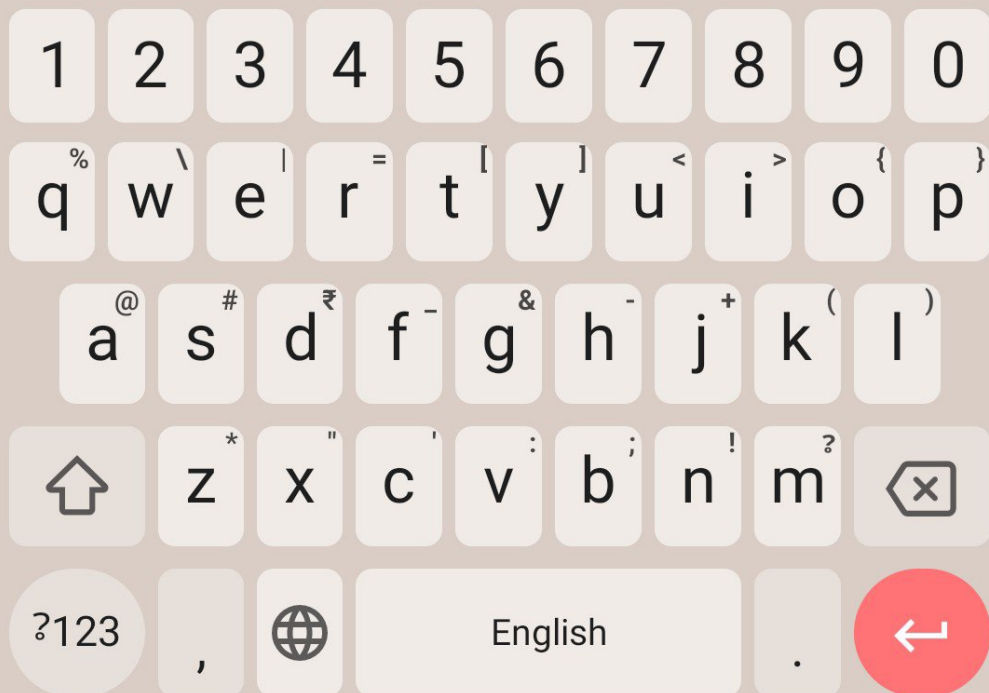 1 2 3 4 5 6 7 8 9 0
q % w \ e | r = t [ y ] u < i > o { p }
a @ s # d ₹ f _ g & h - j + k ( l )
z * x " c ' v : b ; n ! m ?
?123 , English .